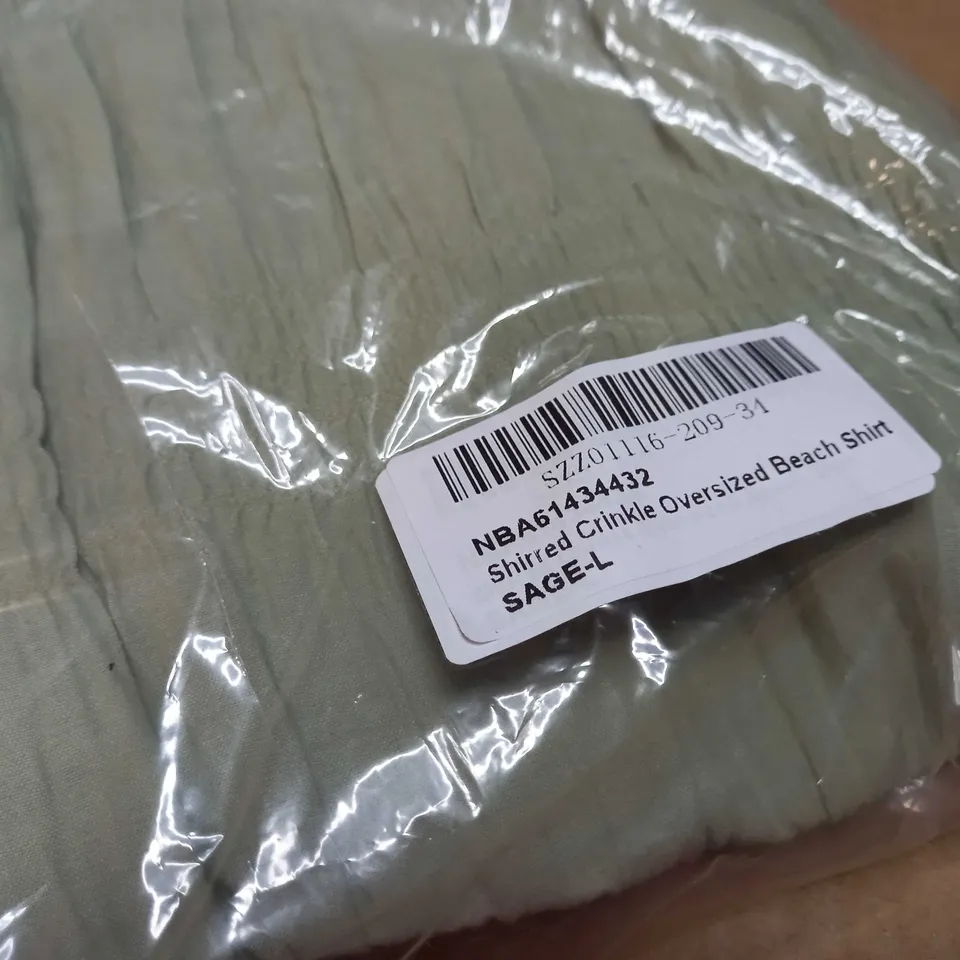 SZZ01116-209-34
NBA61434432
Shirred Crinkle Oversized Beach Shirt
SAGE-L